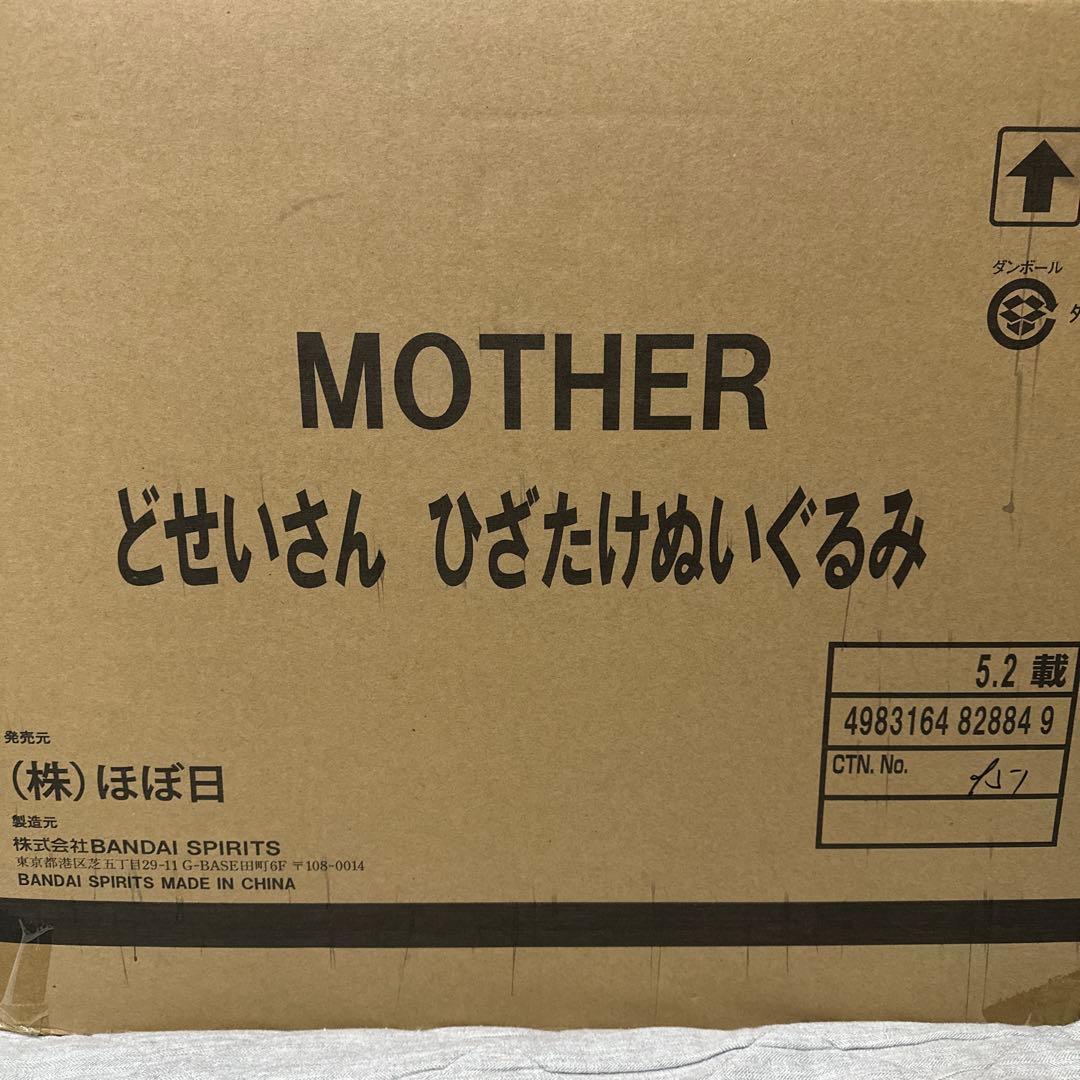 ダンボール
MOTHER
どせいさん ひざたけぬいぐるみ
5.2 載
4983164 82884 9
CTN. No.
発売元
(株)ほぼ日
製造元
株式会社BANDAI SPIRITS
東京都港区芝五丁目29-11 G-BASE田町6F 〒108-0014
BANDAI SPIRITS MADE IN CHINA